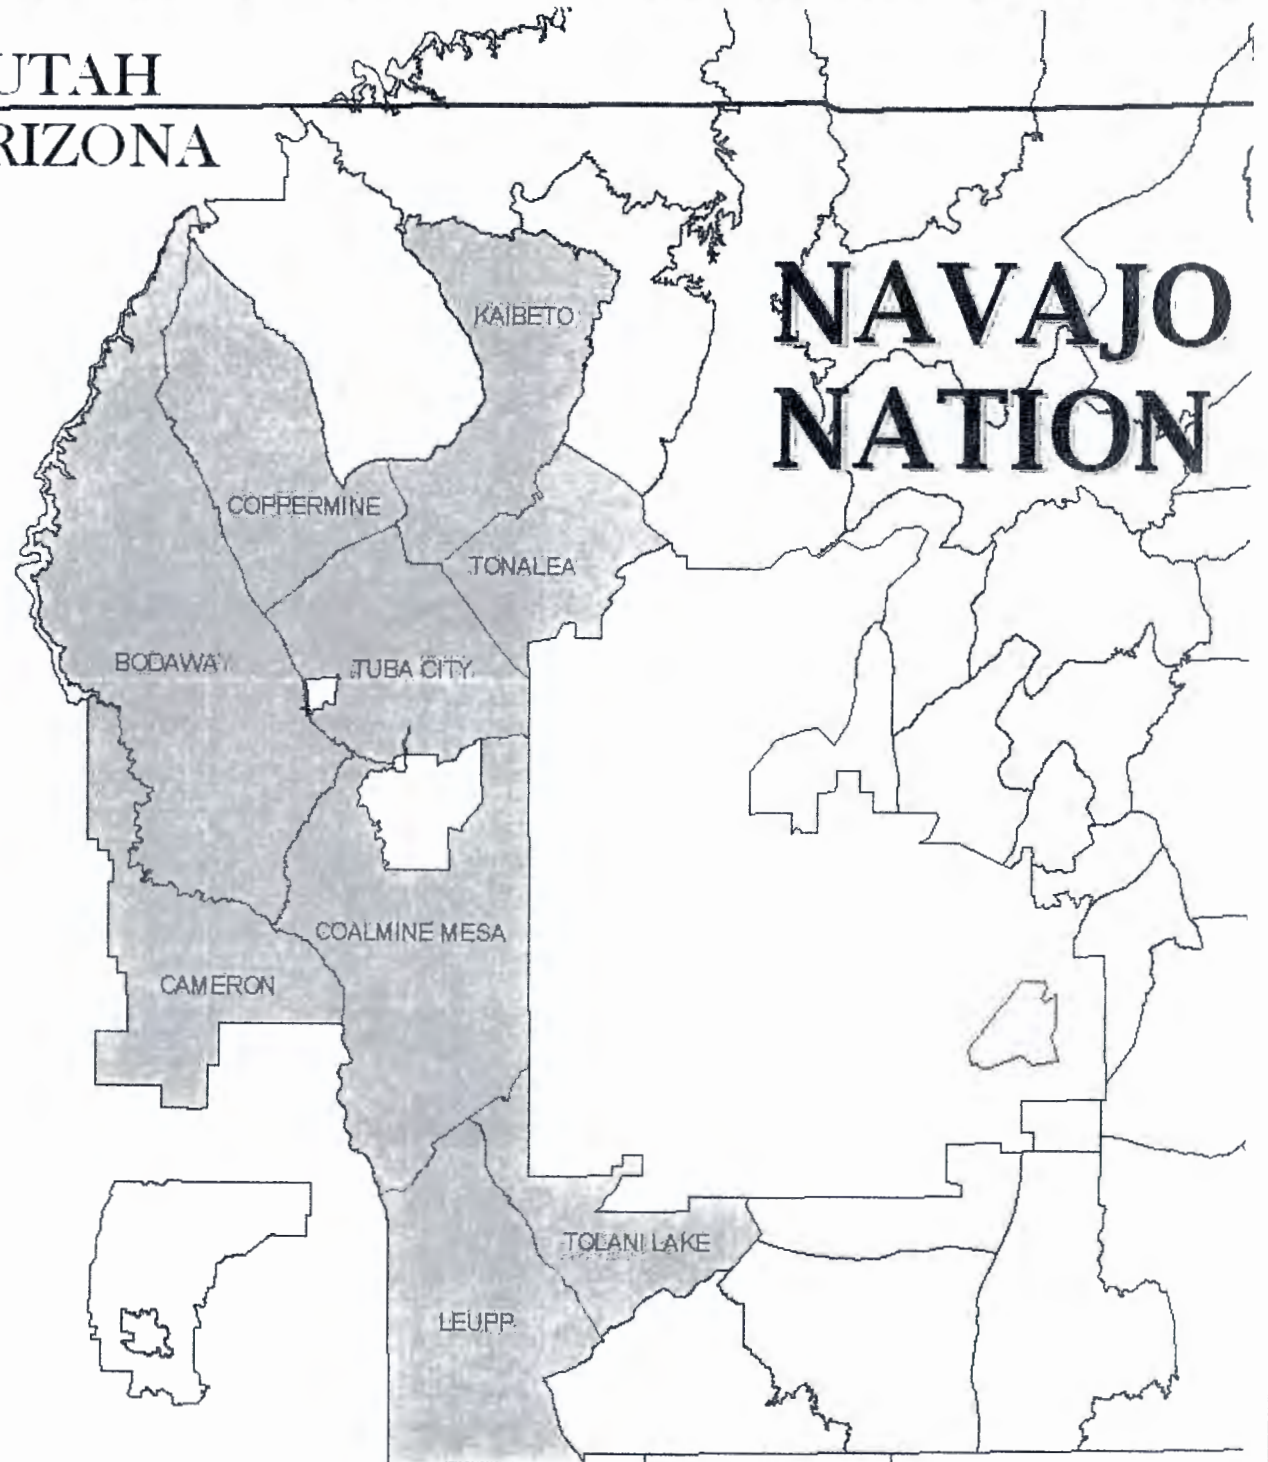 UTAH
RIZONA
NAVAJO
NATION
KAIBETO
COPPERMINE
TONALEA
BODAWAY
TUBA CITY
COALMINE MESA
CAMERON
TOLANI LAKE
LEUPP